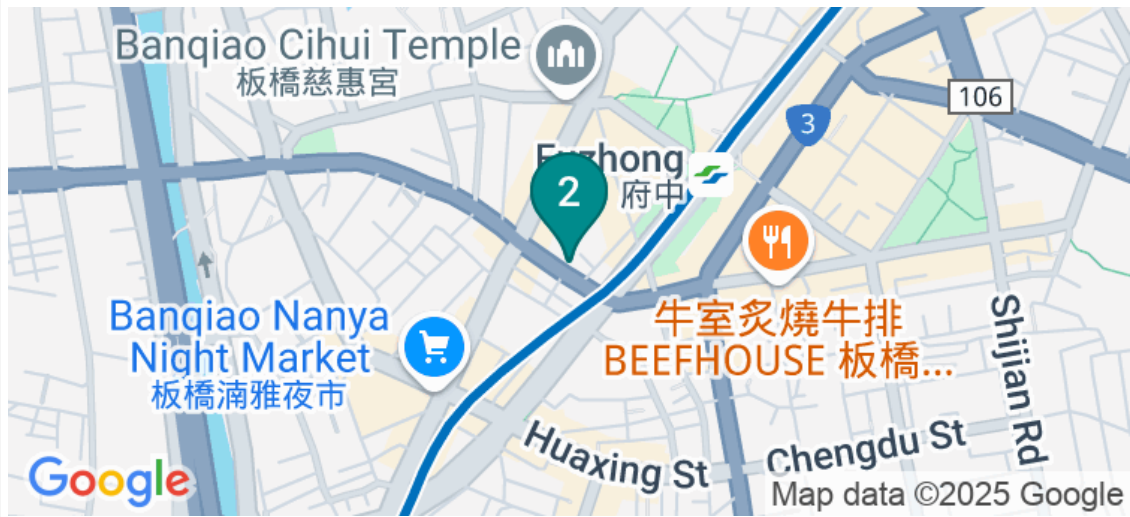 Banqiao Cihui Temple
板橋慈惠宮
106
3
Fuzhong
府中
2
Banqiao Nanya
Night Market
板橋湳雅夜市
牛室炙燒牛排
BEEFHOUSE 板橋...
Shijian Rd
Huaxing St
Chengdu St
Google
Map data ©2025 Google